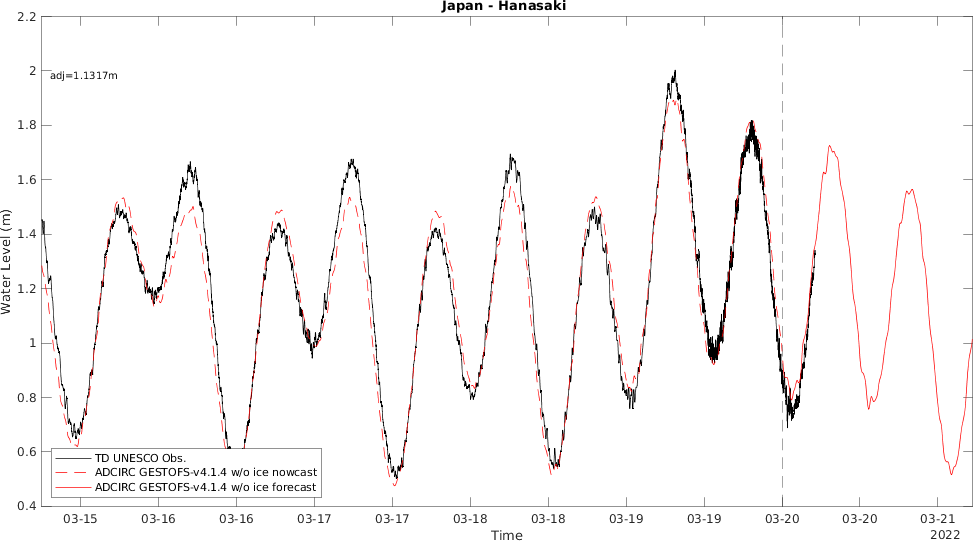 Japan - Hanasaki
2.2
2
1.8
1.6
1.4
1.2
1
0.8
0.6
0.4
Water Level (m)
adj=1.1317m
TD UNESCO Obs.
ADCIRC GESTOFS-v4.1.4 w/o ice nowcast
ADCIRC GESTOFS-v4.1.4 w/o ice forecast
03-15 03-16 03-16 03-17 03-17 03-18 03-18 03-19 03-19 03-20 03-20 03-21
Time
2022